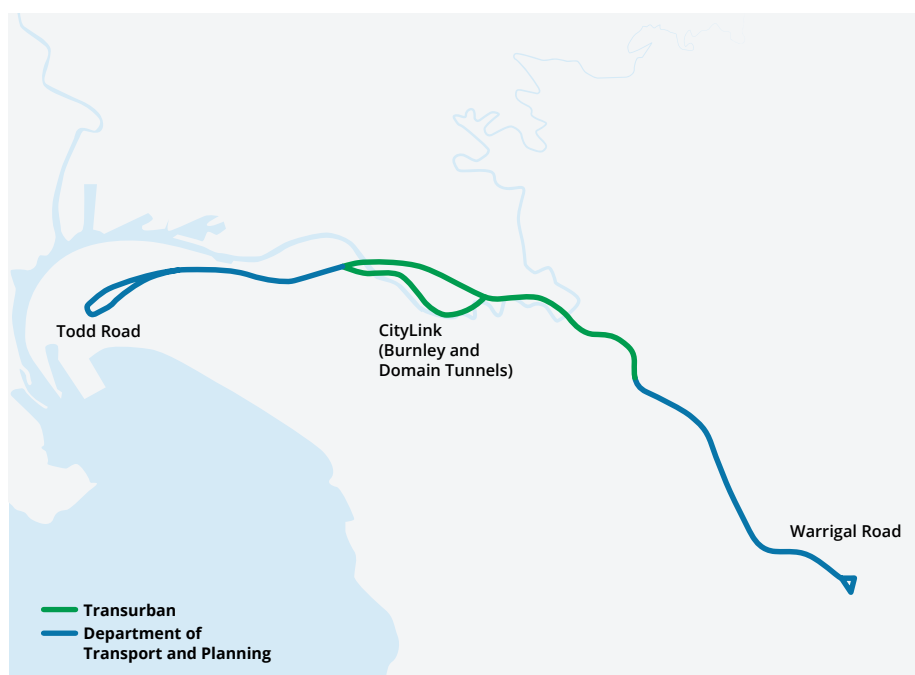 Todd Road
CityLink
(Burnley and
Domain Tunnels)
Warrigal Road
Transurban
Department of
Transport and Planning